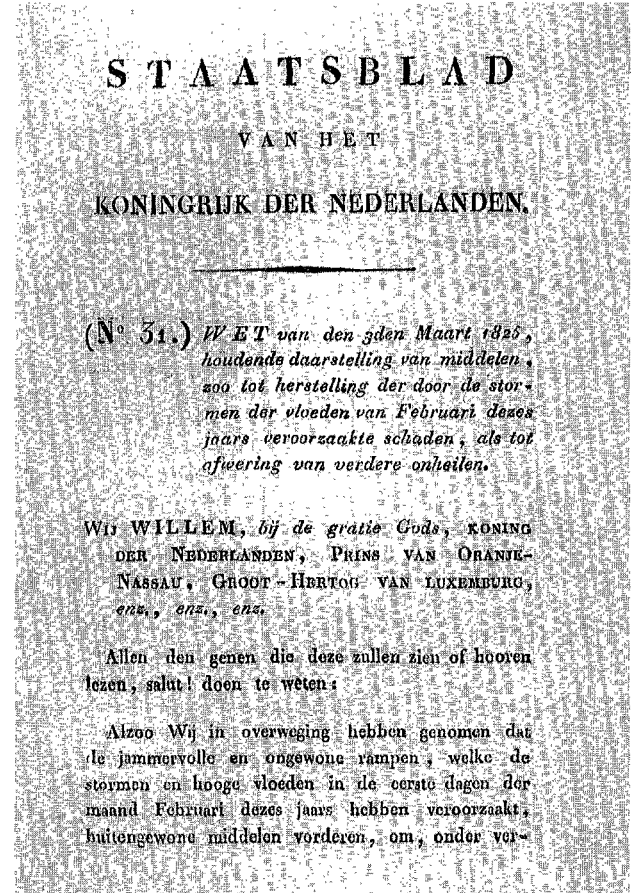 STAATSBLAD
VAN HET
KONINGRIJK DER NEDERLANDEN.
(No. 31.) WET van den 3den Maart 1825,
houdende daarstelling van middelen,
zoo tot herstelling der door de stor-
men der vloeden van Februari dezes
jaars veroorzaakte schaden, als tot
afwering van verdere onheilen.
WIJ WILLEM, bij de gratie Gods, KONING
DER NEDERLANDEN, PRINS VAN ORANJE-
NASSAU, GROOT-HERTOG VAN LUXEMBURG,
enz., enz., enz.
Allen den genen die deze zullen zien of hooren
lezen, salut! doen te weten:
Alzoo Wij in overweging hebben genomen dat
de jammervolle en ongewone rampen, welke de
stormen en hooge vloeden in de eerste dagen der
maand Februari dezes jaars hebben veroorzaakt,
buitengewone middelen vorderen, om, onder ver-